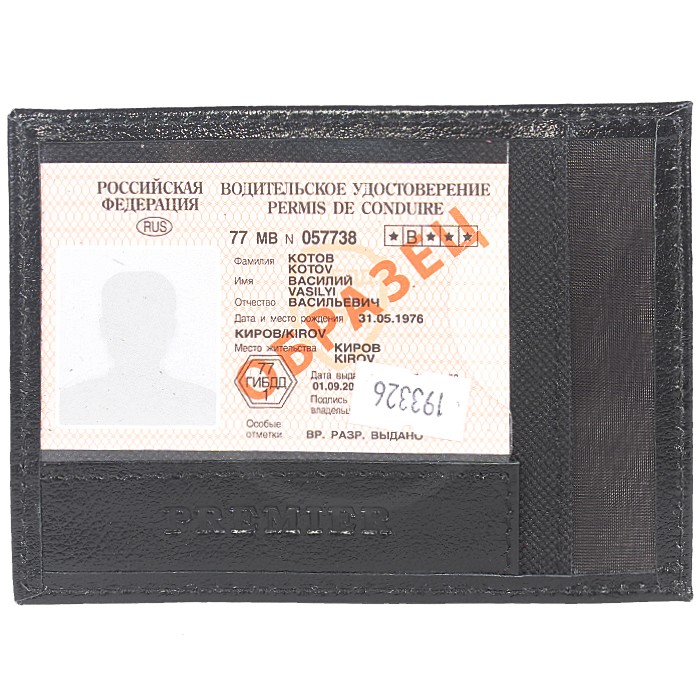 РОССИЙСКАЯ ФЕДЕРАЦИЯ
RUS
ВОДИТЕЛЬСКОЕ УДОСТОВЕРЕНИЕ
PERMIS DE CONDUIRE
77 МВ N 057738
★ B ★ ★ ★
Фамилия КОТОВ
KOTOV
Имя ВАСИЛИЙ
VASILYI
Отчество ВАСИЛЬЕВИЧ
Дата и место рождения 31.05.1976
КИРОВ/KIROV
Место жительства КИРОВ
KIROV
ГИБДД
Дата выда
01.09.20
Подпись
владельц
193326
Особые отметки ВР. РАЗР. ВЫДАНО
ОБРАЗЕЦ
PREMIER